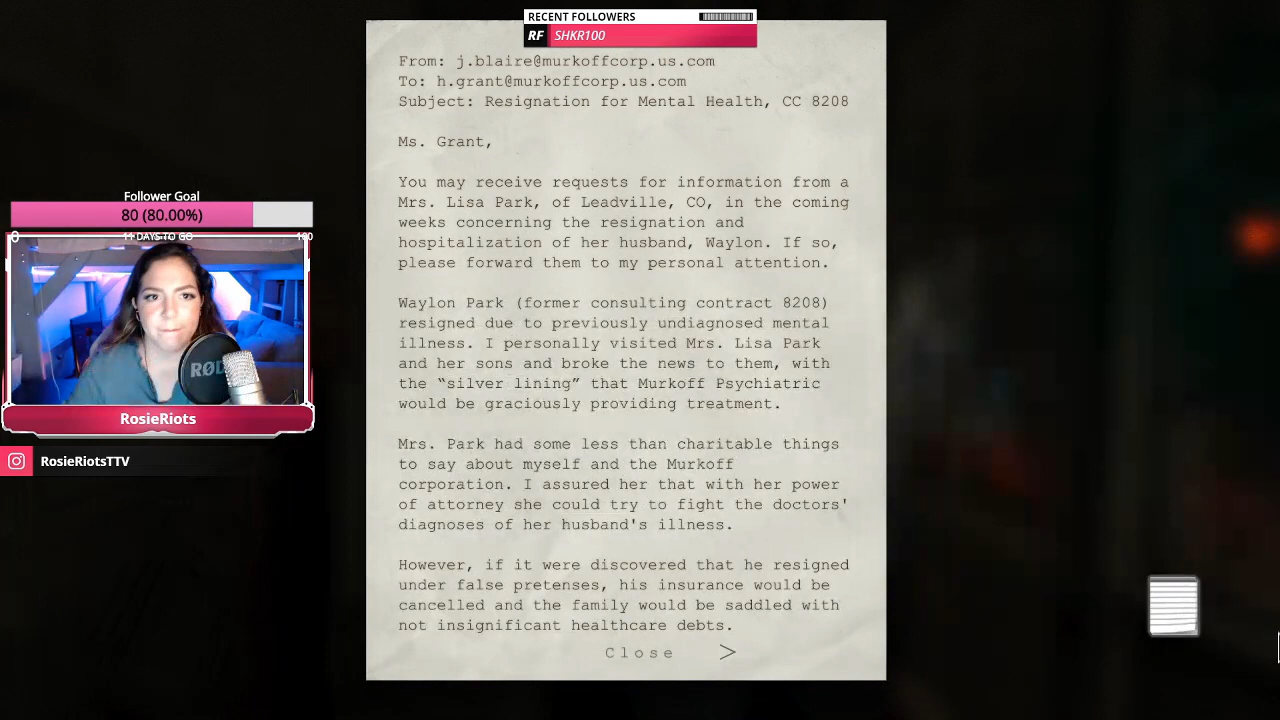 RECENT FOLLOWERS
RF SHKR100
From: j.blaire@murkoffcorp.us.com
To: h.grant@murkoffcorp.us.com
Subject: Resignation for Mental Health, CC 8208
Ms. Grant,
You may receive requests for information from a
Mrs. Lisa Park, of Leadville, CO, in the coming
weeks concerning the resignation and
hospitalization of her husband, Waylon. If so,
please forward them to my personal attention.
Waylon Park (former consulting contract 8208)
resigned due to previously undiagnosed mental
illness. I personally visited Mrs. Lisa Park
and her sons and broke the news to them, with
the “silver lining” that Murkoff Psychiatric
would be graciously providing treatment.
Mrs. Park had some less than charitable things
to say about myself and the Murkoff
corporation. I assured her that with her power
of attorney she could try to fight the doctors'
diagnoses of her husband's illness.
However, if it were discovered that he resigned
under false pretenses, his insurance would be
cancelled and the family would be saddled with
not insignificant healthcare debts.
Close >
Follower Goal
80 (80.00%)
0 11 DAYS TO GO 100
RØD
RosieRiots
RosieRiotsTTV